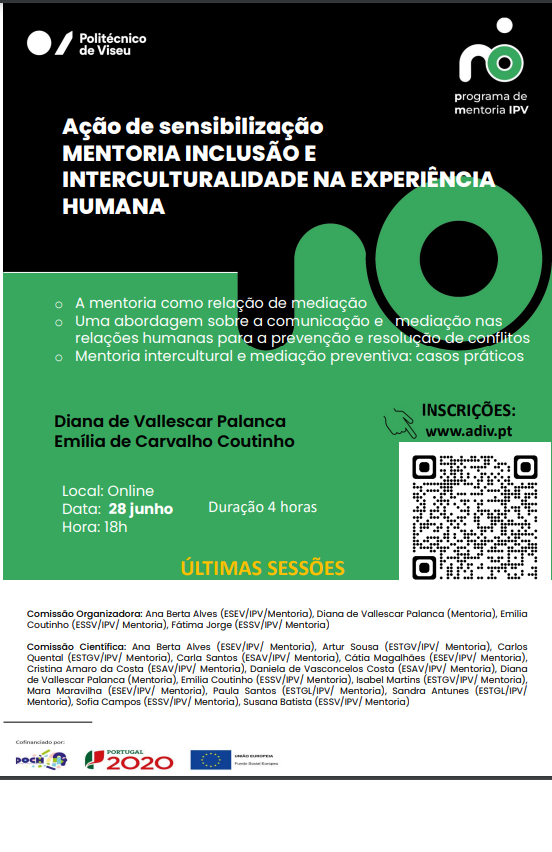 Politécnico
de Viseu
programa de
mentoria IPV
Ação de sensibilização
MENTORIA INCLUSÃO E
INTERCULTURALIDADE NA EXPERIÊNCIA
HUMANA
o A mentoria como relação de mediação
o Uma abordagem sobre a comunicação e mediação nas
relações humanas para a prevenção e resolução de conflitos
o Mentoria intercultural e mediação preventiva: casos práticos
Diana de Vallescar Palanca
Emília de Carvalho Coutinho
INSCRIÇÕES:
www.adiv.pt
Local: Online
Data: 28 junho
Hora: 18h
Duração 4 horas
ÚLTIMAS SESSÕES
Comissão Organizadora: Ana Berta Alves (ESEV/IPV/Mentoria), Diana de Vallescar Palanca (Mentoria), Emília
Coutinho (ESSV/IPV/ Mentoria), Fátima Jorge (ESSV/IPV/ Mentoria)
Comissão Científica: Ana Berta Alves (ESEV/IPV/ Mentoria), Artur Sousa (ESTGV/IPV/ Mentoria), Carlos
Quental (ESTGV/IPV/ Mentoria), Carla Santos (ESAV/IPV/ Mentoria), Cátia Magalhães (ESEV/IPV/ Mentoria),
Cristina Amaro da Costa (ESAV/IPV/ Mentoria), Daniela de Vasconcelos Costa (ESAV/IPV/ Mentoria), Diana
de Vallescar Palanca (Mentoria), Emília Coutinho (ESSV/IPV/ Mentoria), Isabel Martins (ESTGV/IPV/ Mentoria),
Mara Maravilha (ESEV/IPV/ Mentoria), Paula Santos (ESTGL/IPV/ Mentoria), Sandra Antunes (ESTGL/IPV/
Mentoria), Sofia Campos (ESSV/IPV/ Mentoria), Susana Batista (ESSV/IPV/ Mentoria)
Cofinanciado por:
POCH
PORTUGAL
2020
UNIÃO EUROPEIA
Fundo Social Europeu